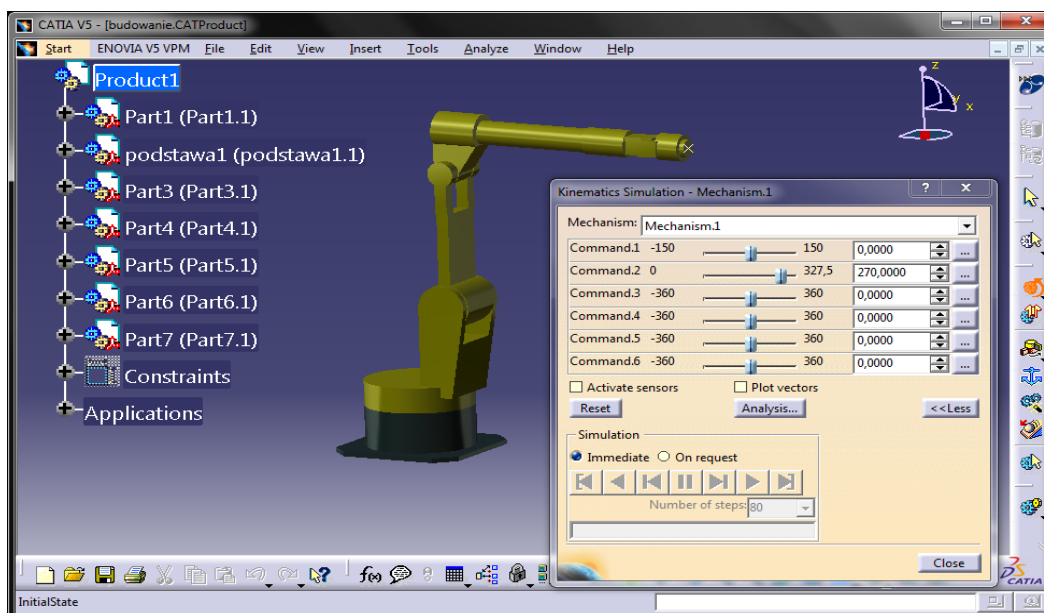 CATIA V5 - [budowanie.CATProduct]
Start ENOVIA V5 VPM File Edit View Insert Tools Analyze Window Help
Product1
Part1 (Part1.1)
podstawa1 (podstawa1.1)
Part3 (Part3.1)
Part4 (Part4.1)
Part5 (Part5.1)
Part6 (Part6.1)
Part7 (Part7.1)
Constraints
Applications
z
y
x
Kinematics Simulation - Mechanism.1
Mechanism: Mechanism.1
Command.1 -150 150 0,0000 ...
Command.2 0 327,5 270,0000 ...
Command.3 -360 360 0,0000 ...
Command.4 -360 360 0,0000 ...
Command.5 -360 360 0,0000 ...
Command.6 -360 360 0,0000 ...
Activate sensors Plot vectors
Reset Analysis... <<Less
Simulation
Immediate On request
Number of steps: 80
Close
f(x)
CATIA
InitialState